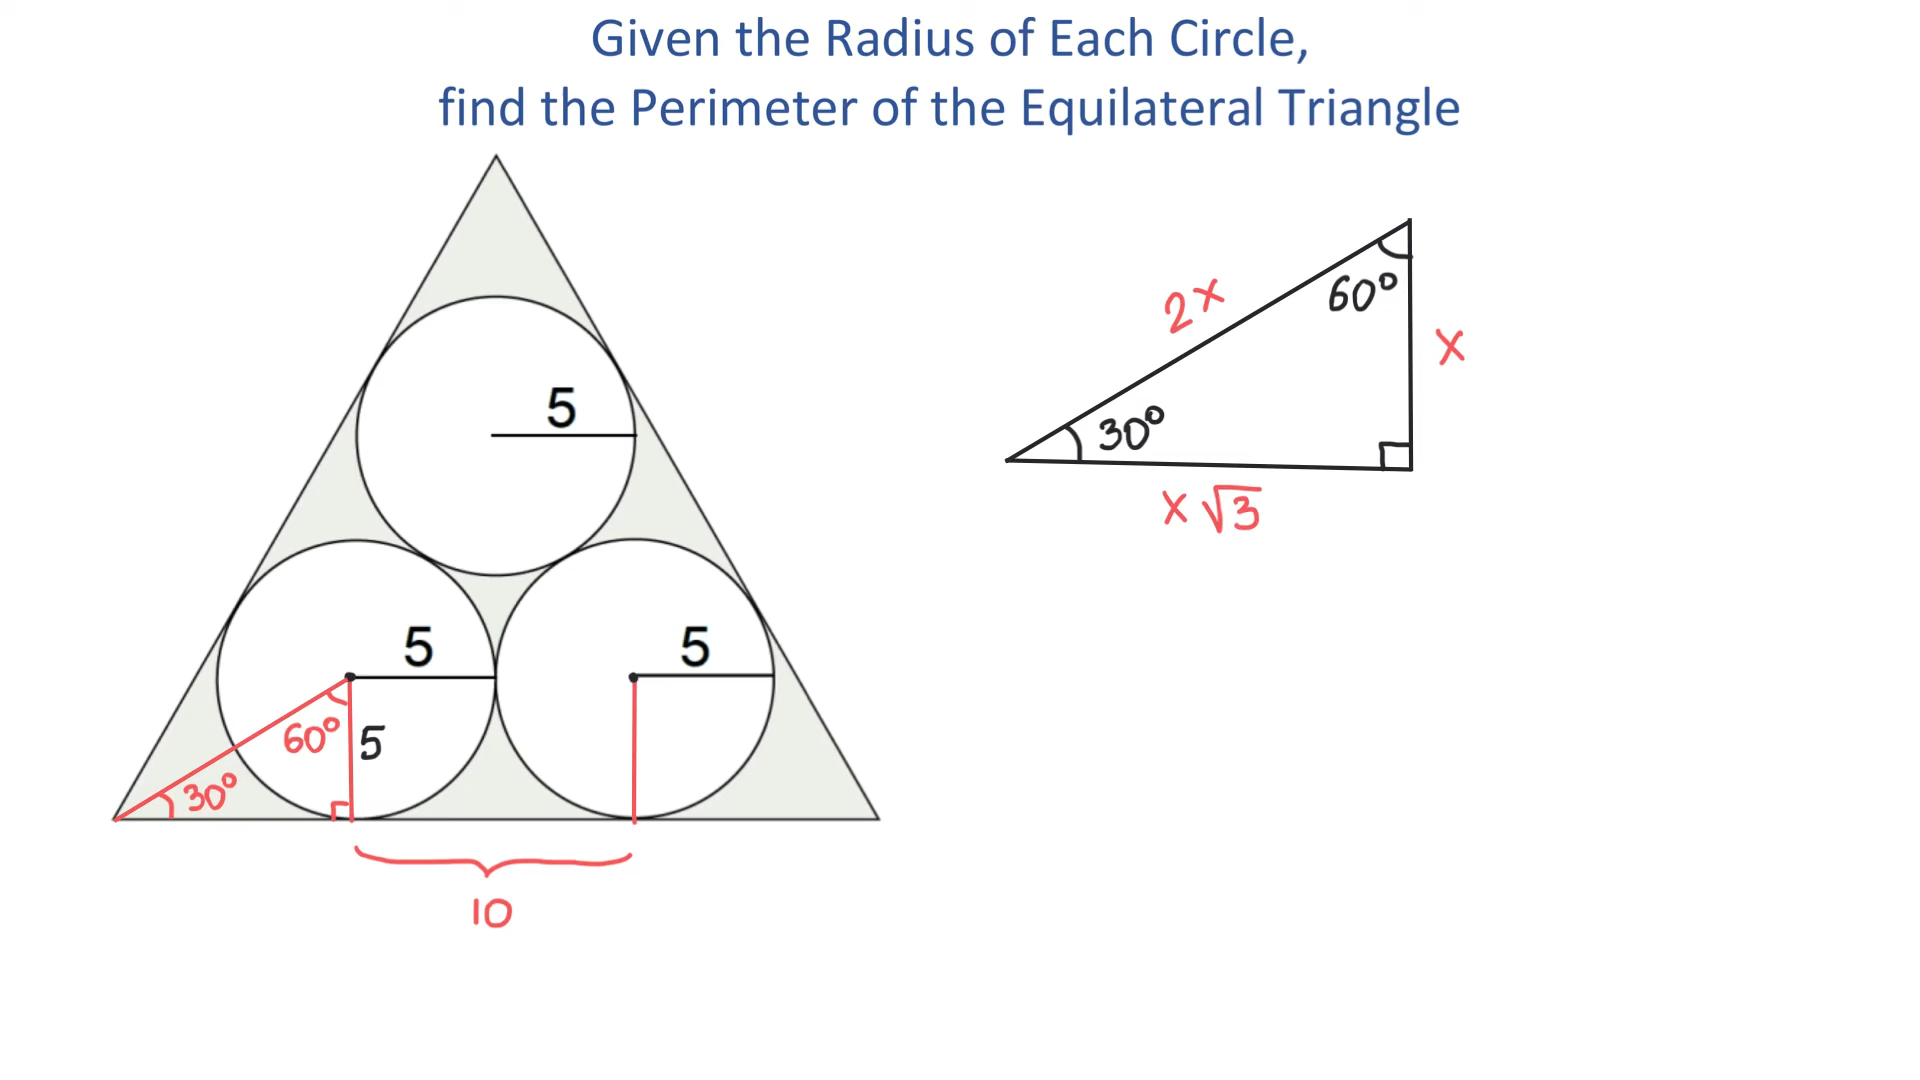 Given the Radius of Each Circle,
find the Perimeter of the Equilateral Triangle
5
5
5
60°
5
30°
10
2x
60°
x
30°
x√3